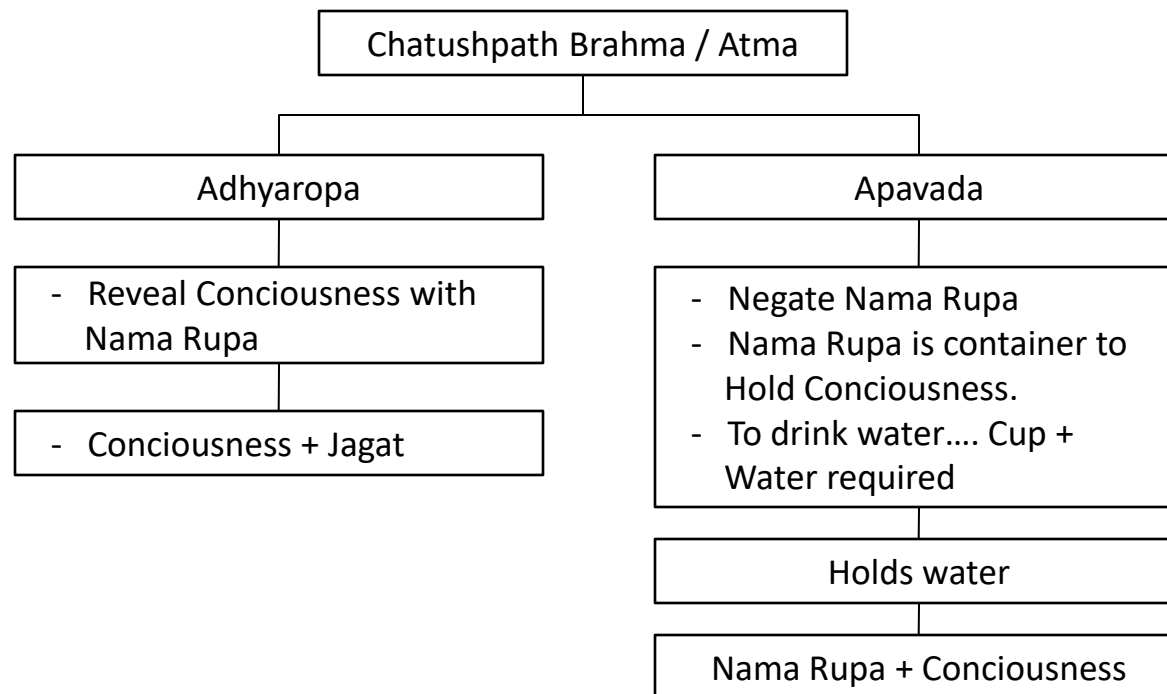 Chatushpath Brahma / Atma
Adhyaropa
- Reveal Conciousness with
Nama Rupa
- Conciousness + Jagat
Apavada
- Negate Nama Rupa
- Nama Rupa is container to
Hold Conciousness.
- To drink water…. Cup +
Water required
Holds water
Nama Rupa + Conciousness